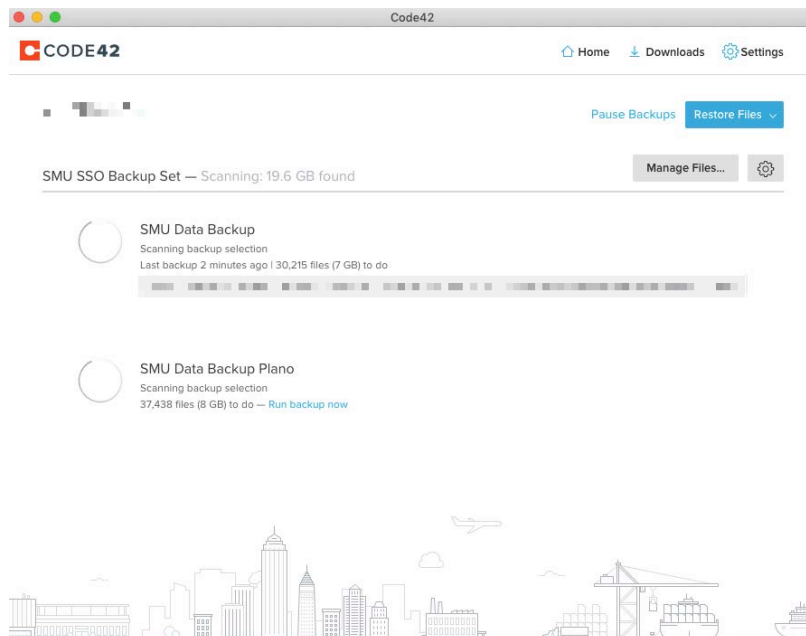 Code42
CODE42
Home Downloads Settings
Pause Backups Restore Files
SMU SSO Backup Set — Scanning: 19.6 GB found Manage Files...
SMU Data Backup
Scanning backup selection
Last backup 2 minutes ago | 30,215 files (7 GB) to do
SMU Data Backup Plano
Scanning backup selection
37,438 files (8 GB) to do — Run backup now